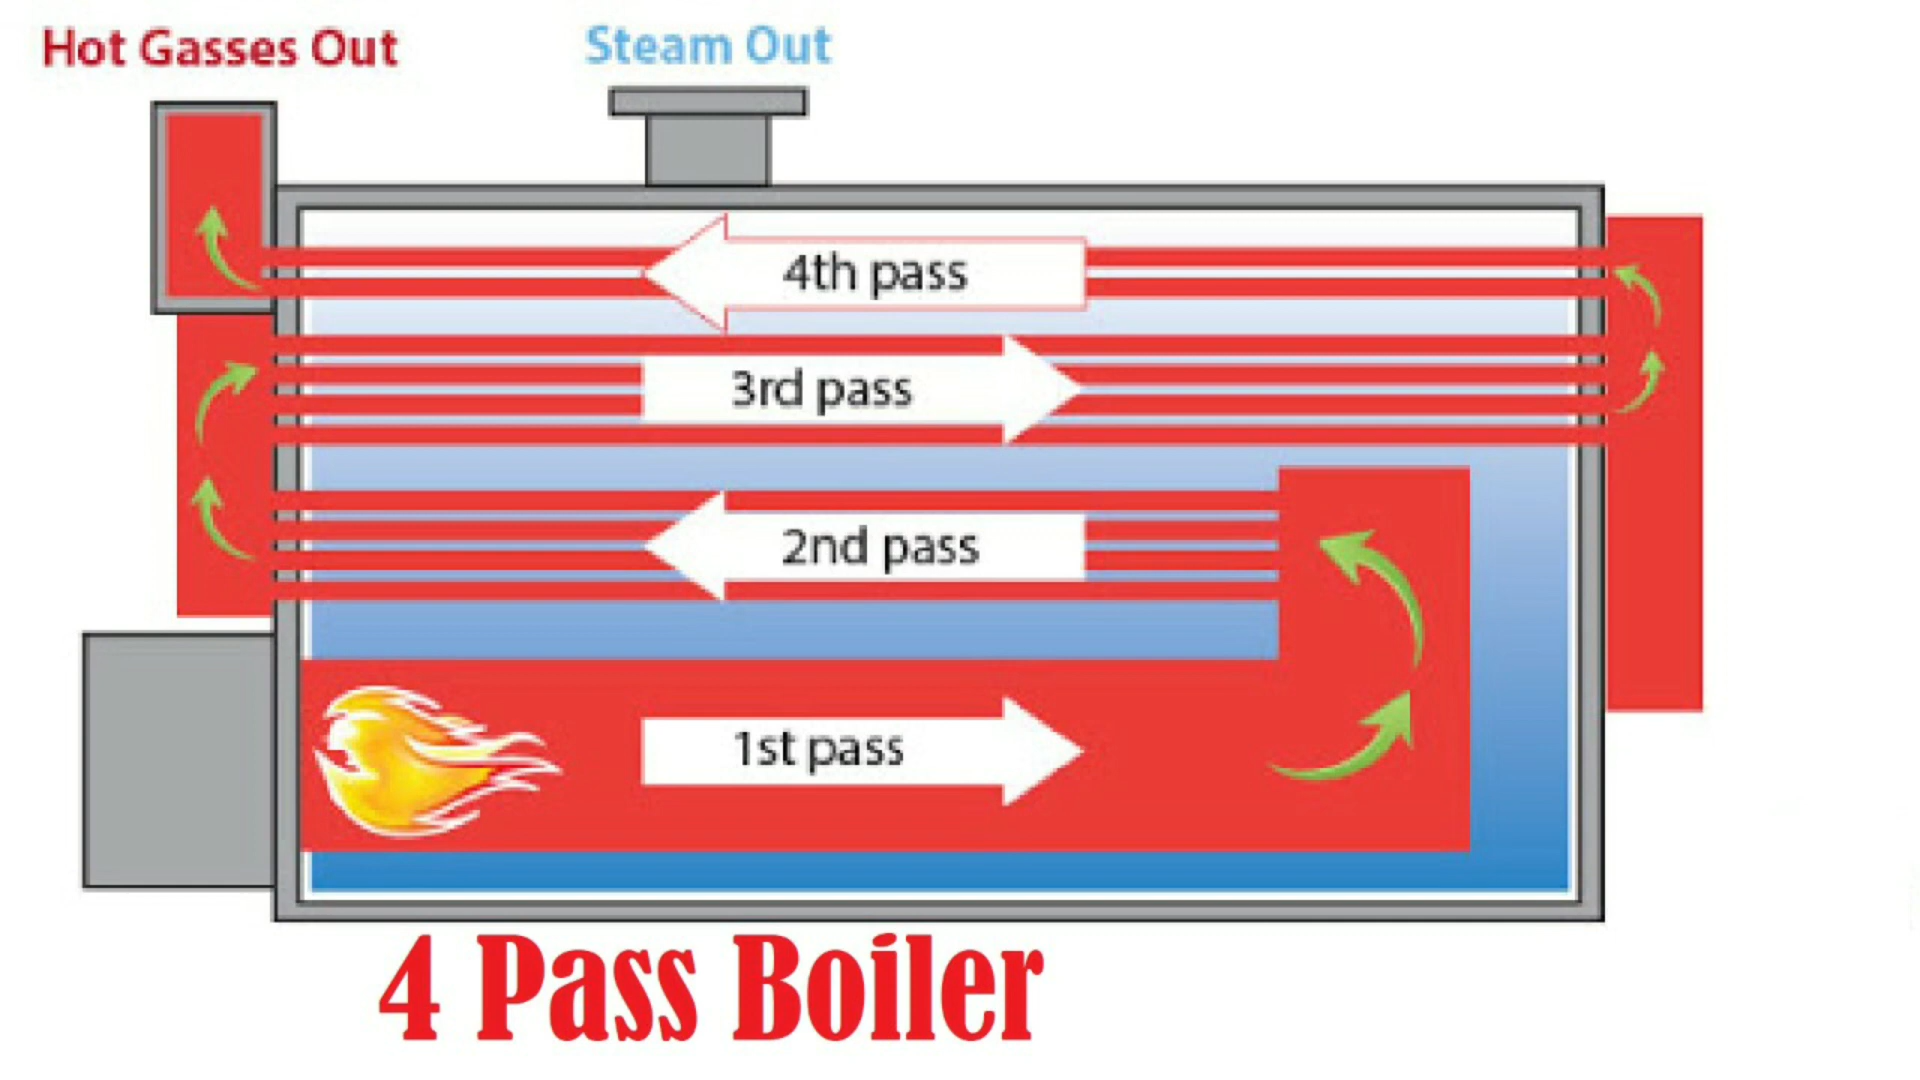 Hot Gasses Out
Steam Out
4th pass
3rd pass
2nd pass
1st pass
4 Pass Boiler